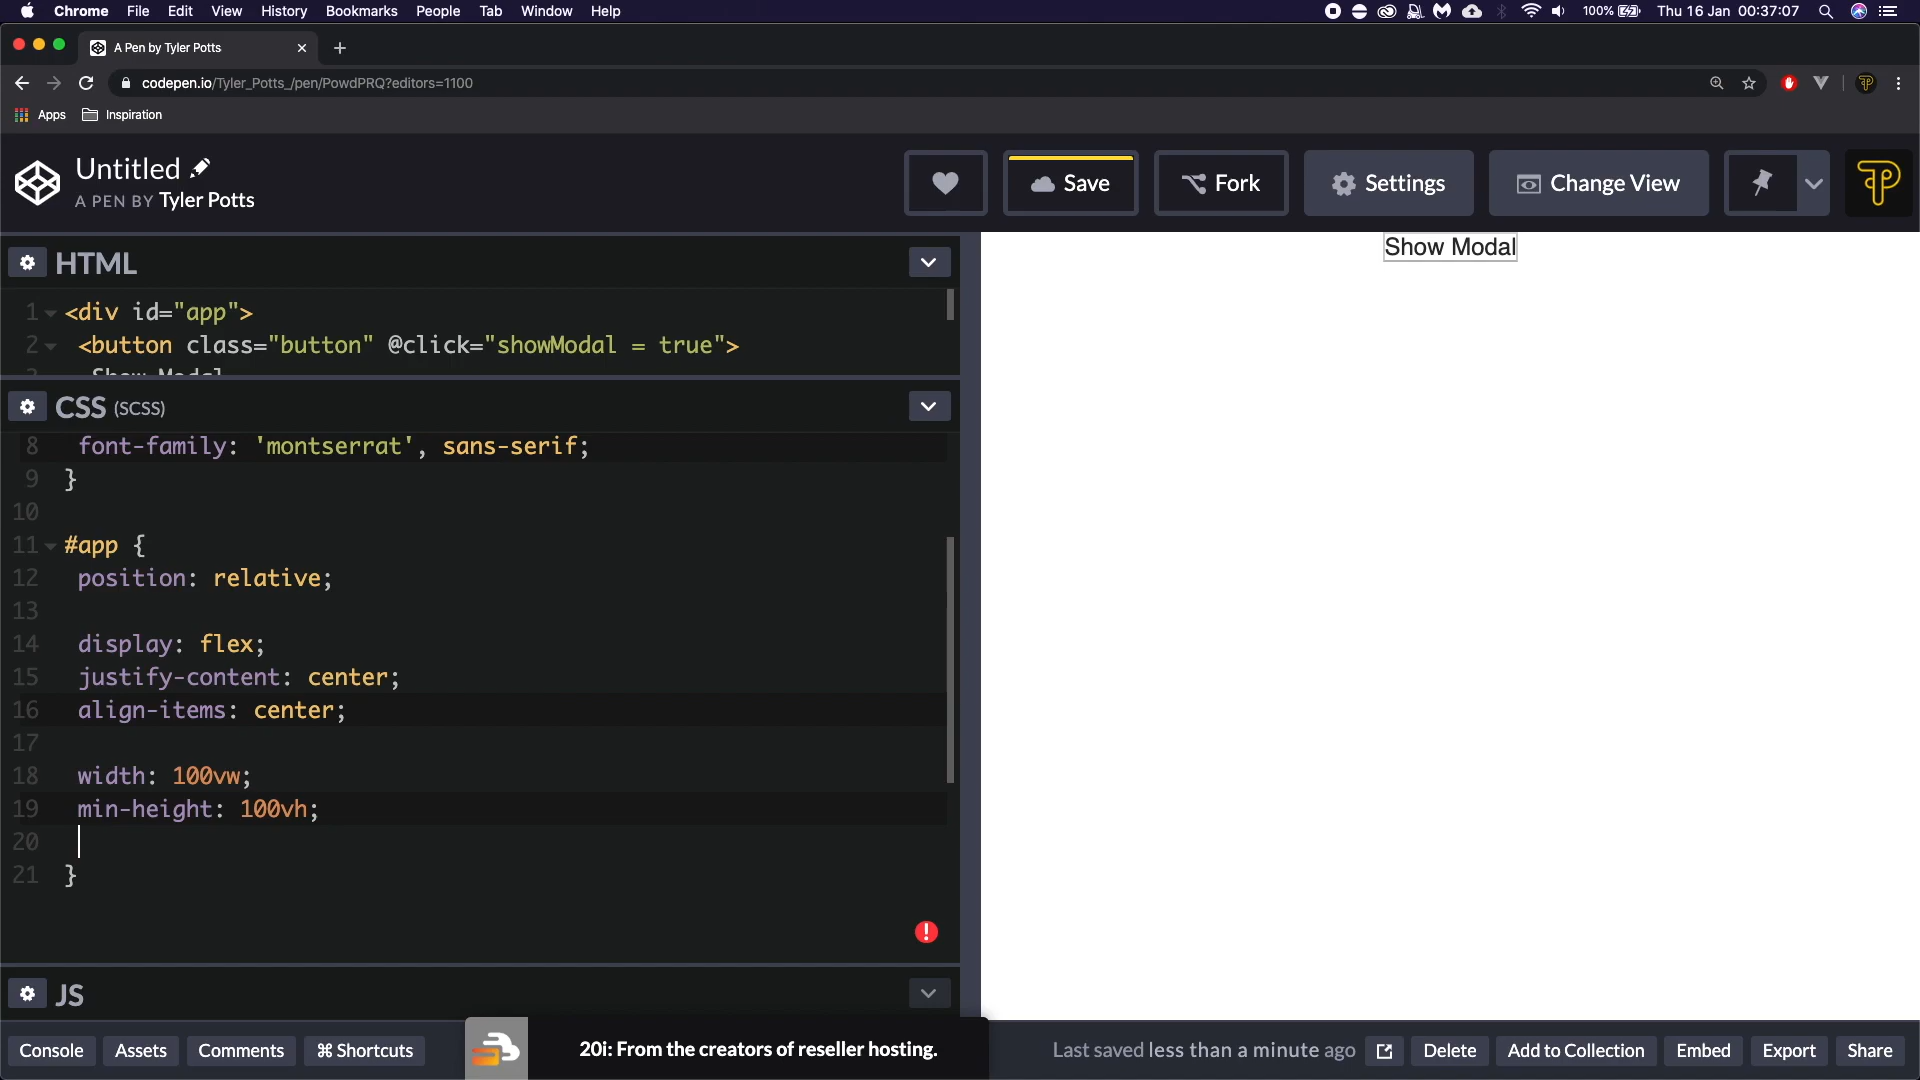 Chrome File Edit View History Bookmarks People Tab Window Help
100% Thu 16 Jan 00:37:07
A Pen by Tyler Potts
codepen.io/Tyler_Potts_/pen/PowdPRQ?editors=1100
Apps Inspiration
Untitled
A PEN BY Tyler Potts
Save Fork Settings Change View
HTML
1 <div id="app">
2 <button class="button" @click="showModal = true">
3 Show Modal
CSS (SCSS)
8 font-family: 'montserrat', sans-serif;
9 }
10
11 #app {
12 position: relative;
13
14 display: flex;
15 justify-content: center;
16 align-items: center;
17
18 width: 100vw;
19 min-height: 100vh;
20
21 }
JS
Show Modal
Console Assets Comments ⌘ Shortcuts
20i: From the creators of reseller hosting.
Last saved less than a minute ago
Delete Add to Collection Embed Export Share